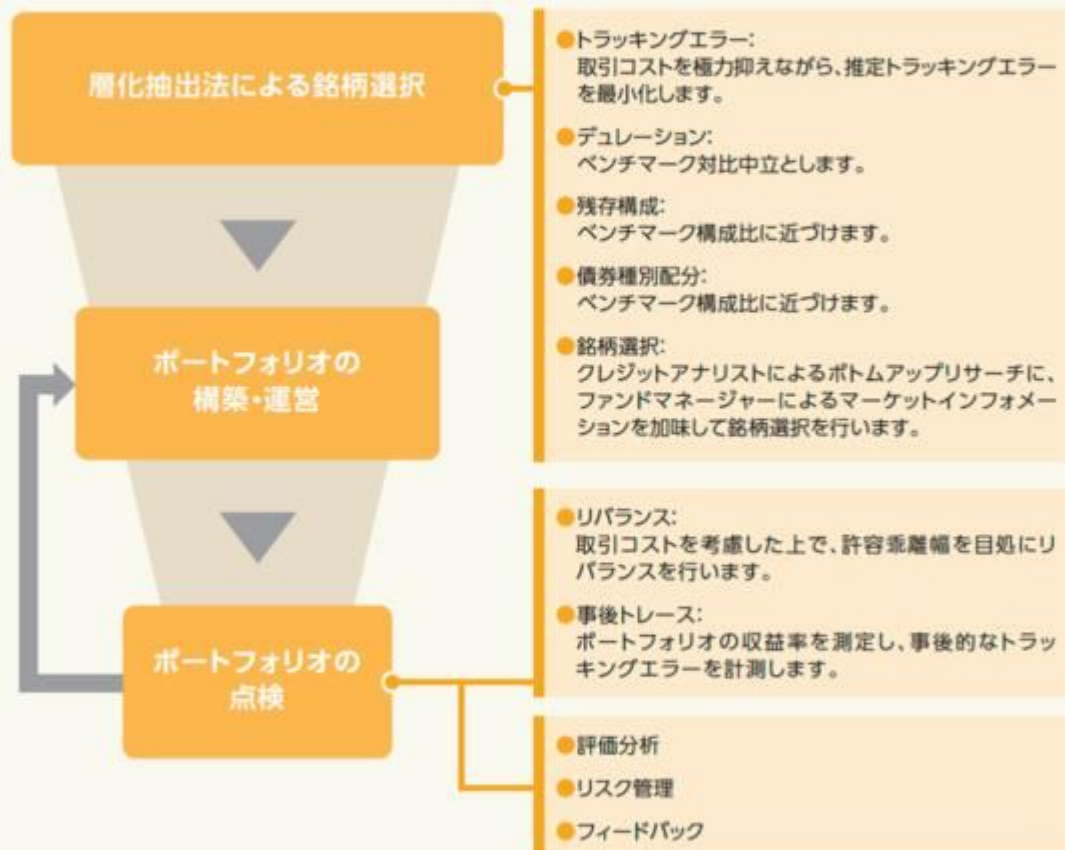 層化抽出法による銘柄選択
●トラッキングエラー:
取引コストを極力抑えながら、推定トラッキングエラー
を最小化します。
●デュレーション:
ベンチマーク対比中立とします。
●残存構成:
ベンチマーク構成比に近づけます。
●債券種別配分:
ベンチマーク構成比に近づけます。
●銘柄選択:
クレジットアナリストによるボトムアップリサーチに、
ファンドマネージャーによるマーケットインフォメー
ションを加味して銘柄選択を行います。
ポートフォリオの
構築・運営
●リバランス:
取引コストを考慮した上で、許容乖離幅を目処にリ
バランスを行います。
●事後トレース:
ポートフォリオの収益率を測定し、事後的なトラッ
キングエラーを計測します。
ポートフォリオの
点検
●評価分析
●リスク管理
●フィードバック